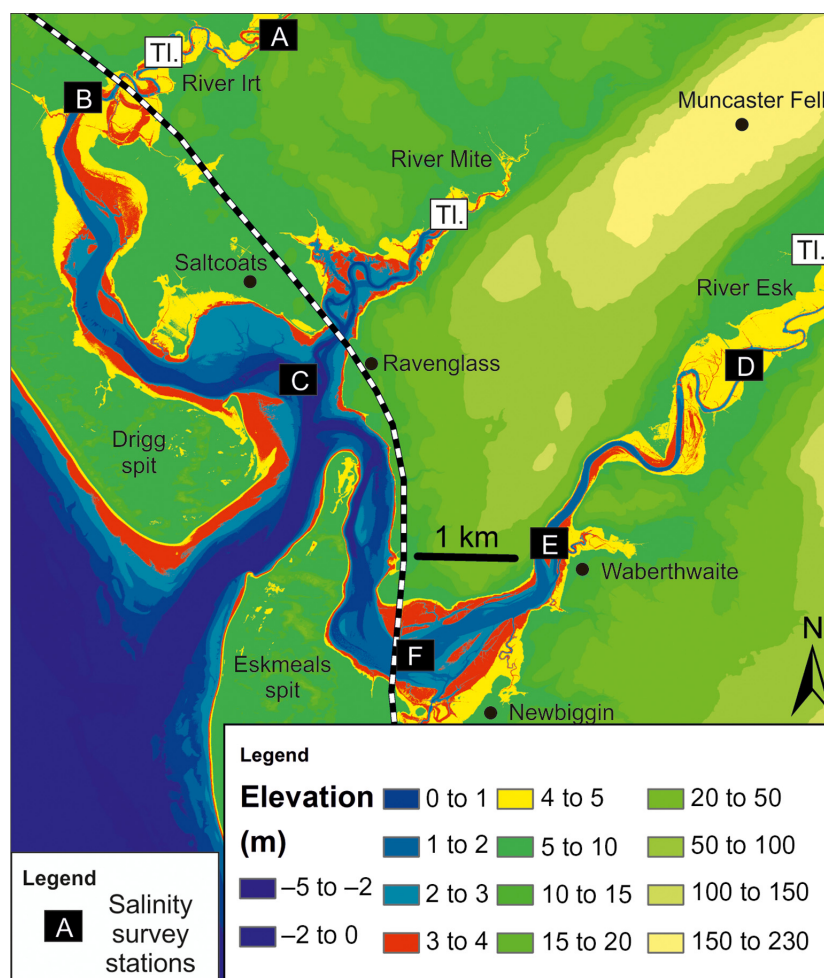 A
Tl.
River Irt
B
Muncaster Fell
River Mite
Tl.
Tl.
Saltcoats
River Esk
D
C
Ravenglass
Drigg
spit
1 km
E
Waberthwaite
F
Eskmeals
spit
N
Newbiggin
Legend
Elevation
(m)
–5 to –2
–2 to 0
0 to 1
1 to 2
2 to 3
3 to 4
4 to 5
5 to 10
10 to 15
15 to 20
20 to 50
50 to 100
100 to 150
150 to 230
Legend
A
Salinity
survey
stations